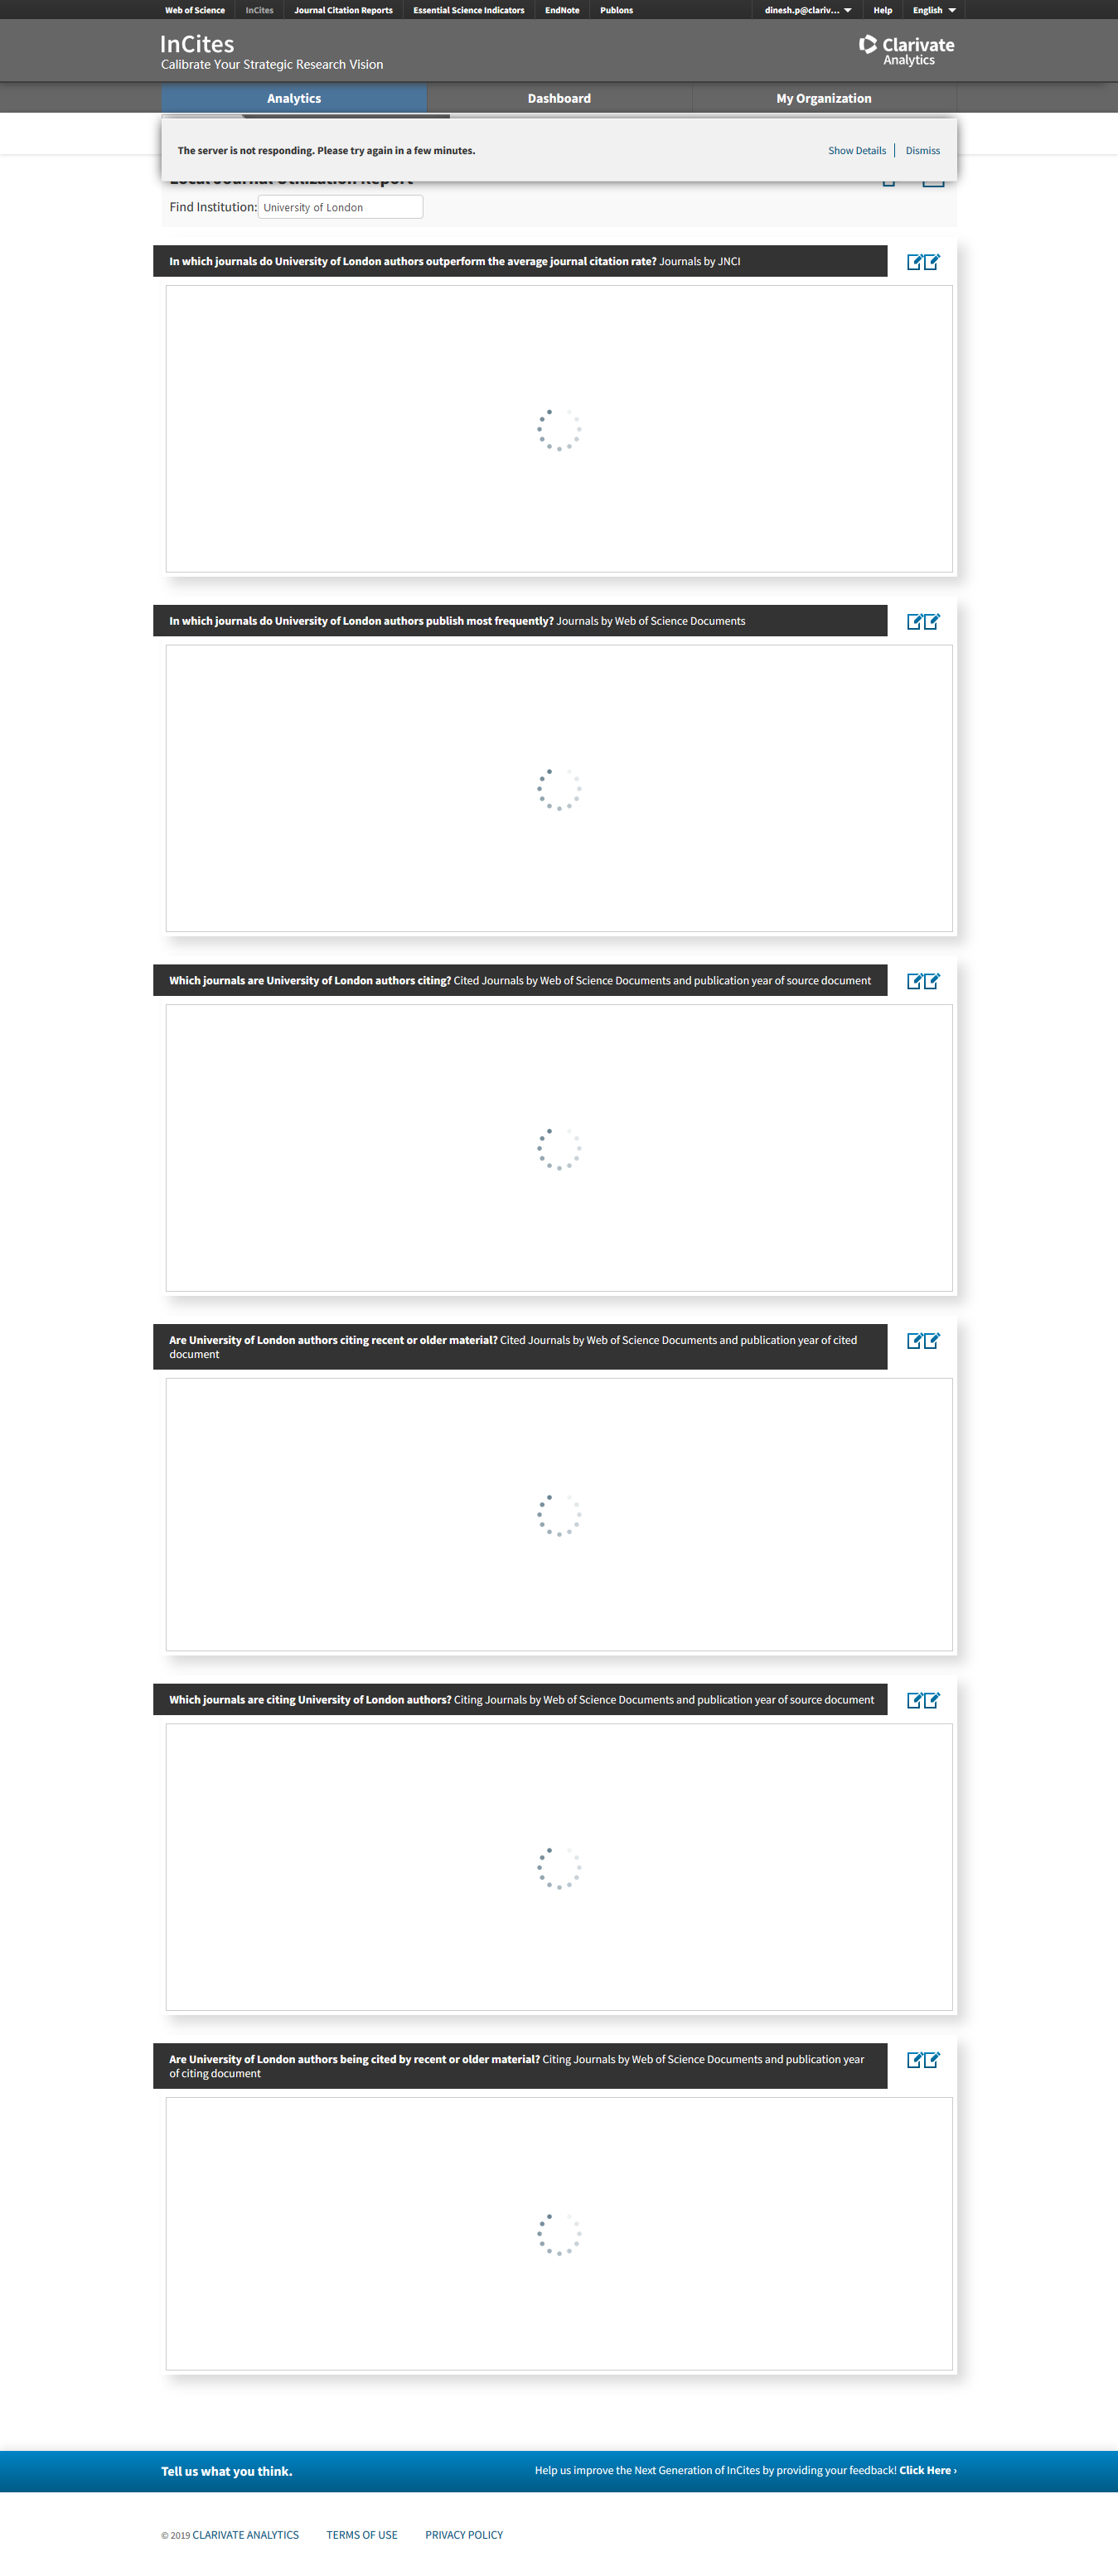 Web of Science InCites Journal Citation Reports Essential Science Indicators EndNote Publons dinesh.p@clariv... Help English
InCites
Calibrate Your Strategic Research Vision
Clarivate
Analytics
Analytics Dashboard My Organization
The server is not responding. Please try again in a few minutes. Show Details Dismiss
Local Journal Utilization Report
Find Institution: University of London
In which journals do University of London authors outperform the average journal citation rate? Journals by JNCI
In which journals do University of London authors publish most frequently? Journals by Web of Science Documents
Which journals are University of London authors citing? Cited Journals by Web of Science Documents and publication year of source document
Are University of London authors citing recent or older material? Cited Journals by Web of Science Documents and publication year of cited
document
Which journals are citing University of London authors? Citing Journals by Web of Science Documents and publication year of source document
Are University of London authors being cited by recent or older material? Citing Journals by Web of Science Documents and publication year
of citing document
Tell us what you think. Help us improve the Next Generation of InCites by providing your feedback! Click Here ›
© 2019 CLARIVATE ANALYTICS TERMS OF USE PRIVACY POLICY